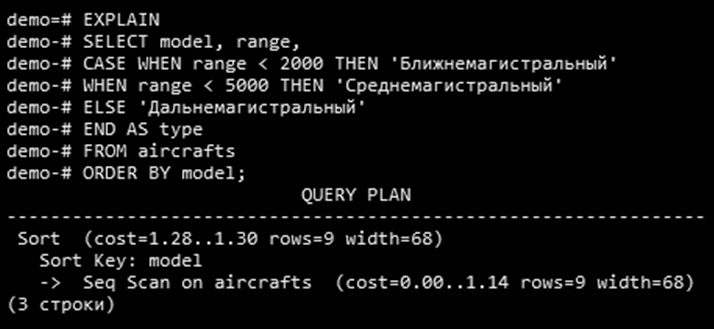 demo=# EXPLAIN
demo-# SELECT model, range,
demo-# CASE WHEN range < 2000 THEN 'Ближнемагистральный'
demo-# WHEN range < 5000 THEN 'Среднемагистральный'
demo-# ELSE 'Дальнемагистральный'
demo-# END AS type
demo-# FROM aircrafts
demo-# ORDER BY model;
QUERY PLAN
-----------------------------------------------------------------
Sort  (cost=1.28..1.30 rows=9 width=68)
Sort Key: model
->  Seq Scan on aircrafts  (cost=0.00..1.14 rows=9 width=68)
(3 строки)